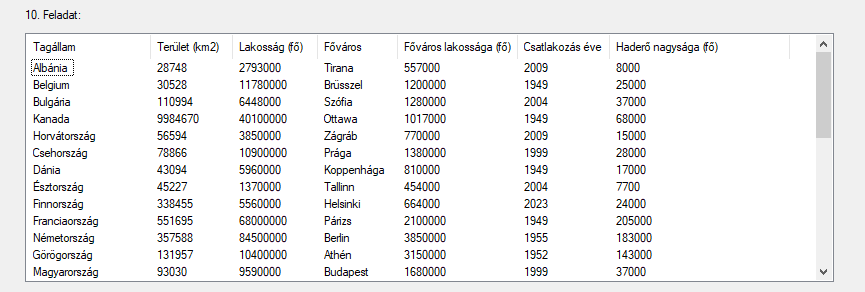 10. Feladat:
Tagállam Terület (km2) Lakosság (fő) Főváros Főváros lakossága (fő) Csatlakozás éve Haderő nagysága (fő)
Albánia 28748 2793000 Tirana 557000 2009 8000
Belgium 30528 11780000 Brüsszel 1200000 1949 25000
Bulgária 110994 6448000 Szófia 1280000 2004 37000
Kanada 9984670 40100000 Ottawa 1017000 1949 68000
Horvátország 56594 3850000 Zágráb 770000 2009 15000
Csehország 78866 10900000 Prága 1380000 1999 28000
Dánia 43094 5960000 Koppenhága 810000 1949 17000
Észtország 45227 1370000 Tallinn 454000 2004 7700
Finnország 338455 5560000 Helsinki 664000 2023 24000
Franciaország 551695 68000000 Párizs 2100000 1949 205000
Németország 357588 84500000 Berlin 3850000 1955 183000
Görögország 131957 10400000 Athén 3150000 1952 143000
Magyarország 93030 9590000 Budapest 1680000 1999 37000